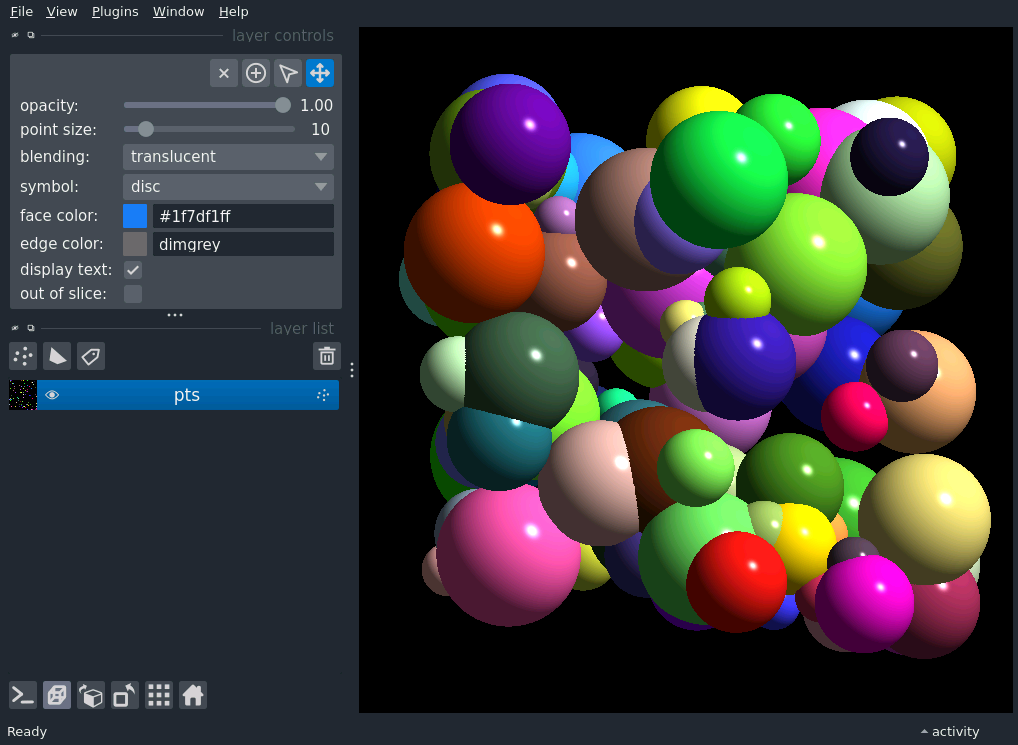 File View Plugins Window Help
layer controls
opacity: 1.00
point size: 10
blending: translucent
symbol: disc
face color: #1f7df1ff
edge color: dimgrey
display text:
out of slice:
layer list
pts
Ready
activity